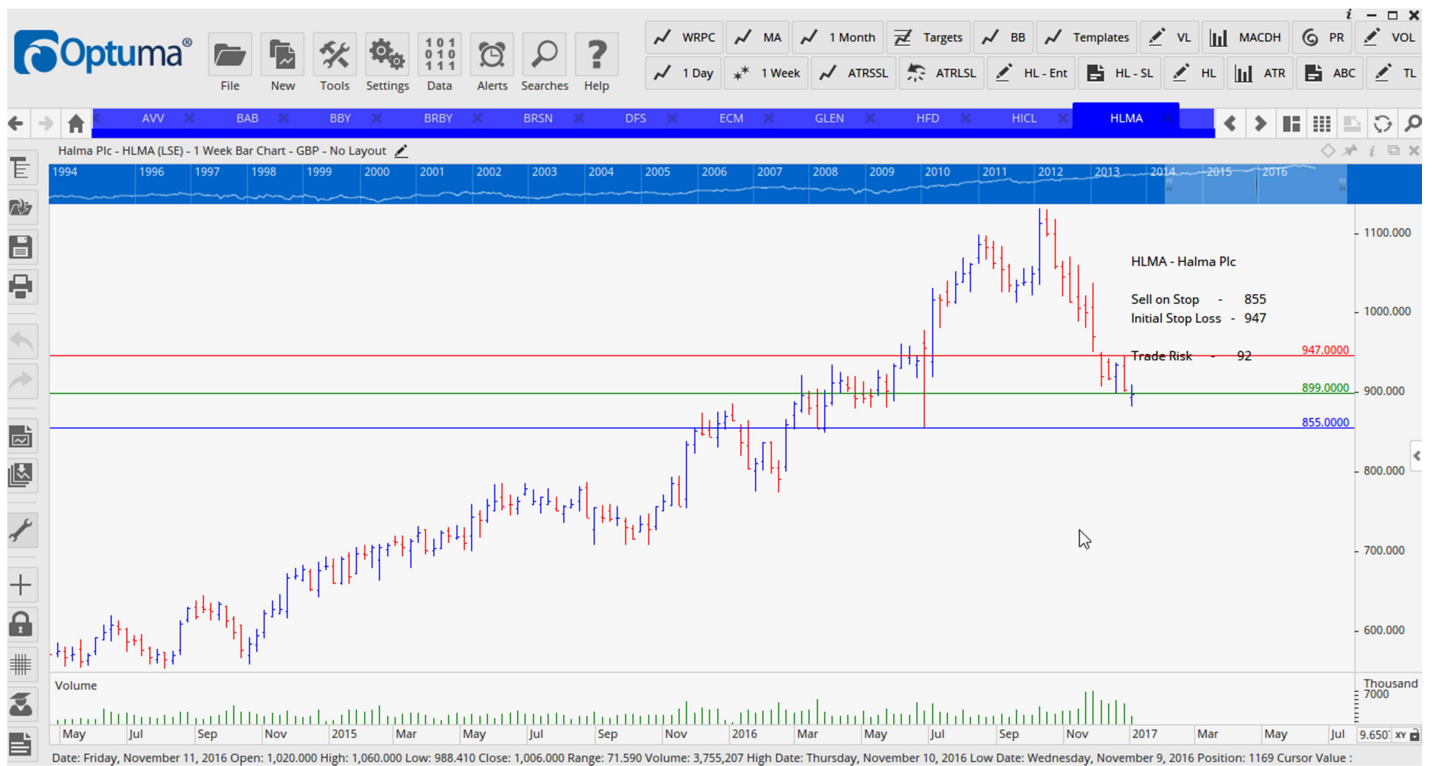 i
Optuma®
File
New
Tools
Settings
101
010
111
Data
Alerts
Searches
?
Help
WRPC
MA
1 Month
Targets
BB
Templates
VL
MACDH
PR
VOL
1 Day
1 Week
ATRSSL
ATRLSL
HL - Ent
HL - SL
HL
ATR
ABC
TL
AVV
BAB
BBY
BRBY
BRSN
DFS
ECM
GLEN
HFD
HICL
HLMA
Halma Plc - HLMA (LSE) - 1 Week Bar Chart - GBP - No Layout
1994 1996 1997 1998 1999 2000 2001 2002 2003 2004 2005 2006 2007 2008 2009 2010 2011 2012 2013 2014 2015 2016
1100.000
HLMA - Halma Plc
Sell on Stop - 855
1000.000
Initial Stop Loss - 947
947.0000
Trade Risk - 92
899.0000
900.000
855.0000
800.000
700.000
600.000
Volume
Thousand
7000
May Jul Sep Nov 2015 Mar May Jul Sep Nov 2016 Mar May Jul Sep Nov 2017 Mar May Jul
9.650 XY
Date: Friday, November 11, 2016 Open: 1,020.000 High: 1,060.000 Low: 988.410 Close: 1,006.000 Range: 71.590 Volume: 3,755,207 High Date: Thursday, November 10, 2016 Low Date: Wednesday, November 9, 2016 Position: 1169 Cursor Value :